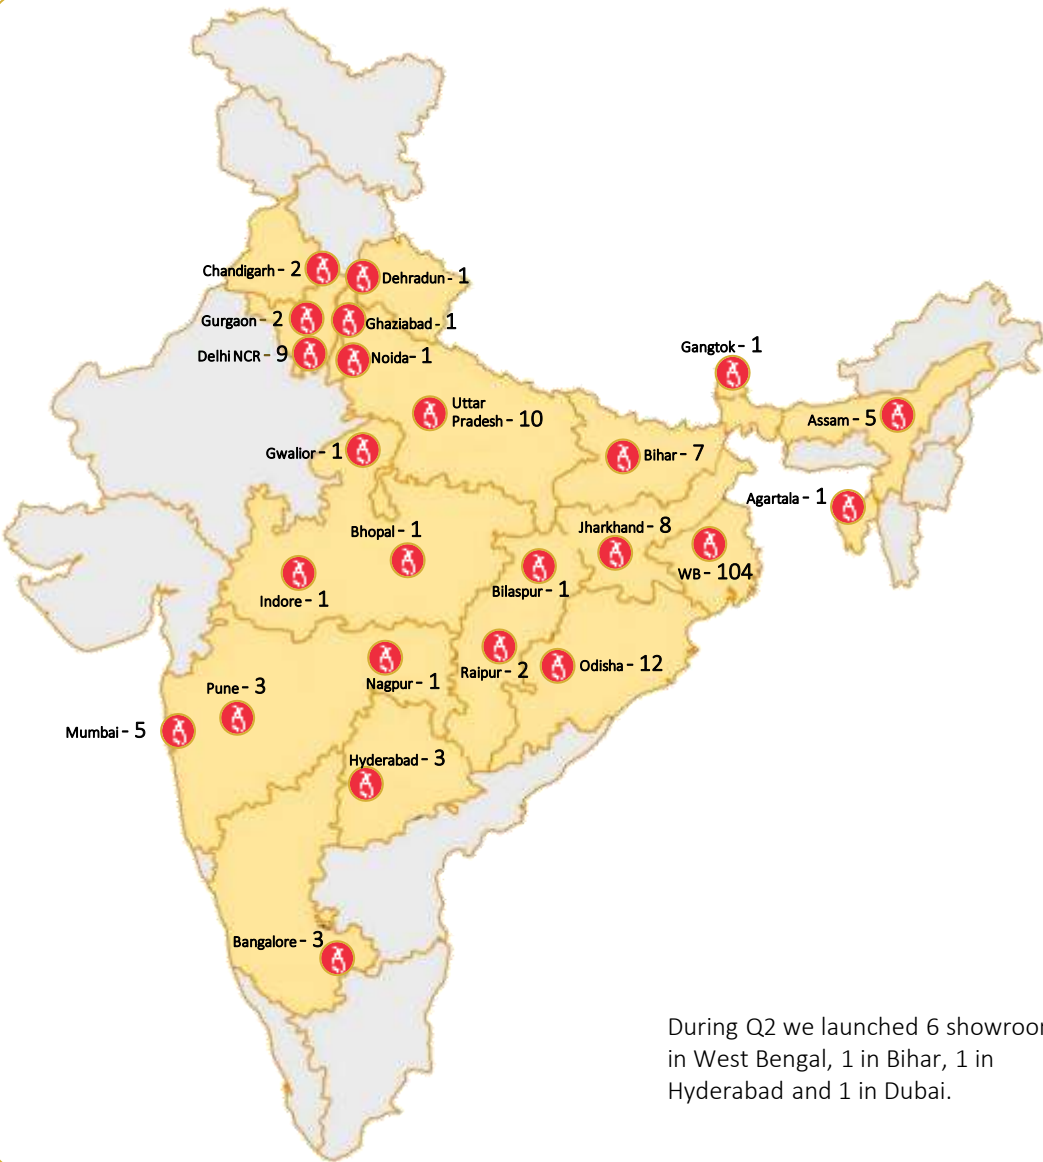 Chandigarh - 2
Dehradun - 1
Gurgaon - 2
Ghaziabad - 1
Delhi NCR - 9
Noida - 1
Gangtok - 1
Uttar
Pradesh - 10
Assam - 5
Gwalior - 1
Bihar - 7
Agartala - 1
Bhopal - 1
Jharkhand - 8
WB - 104
Indore - 1
Bilaspur - 1
Nagpur - 1
Raipur - 2
Odisha - 12
Pune - 3
Mumbai - 5
Hyderabad - 3
Bangalore - 3
During Q2 we launched 6 showroo
in West Bengal, 1 in Bihar, 1 in
Hyderabad and 1 in Dubai.